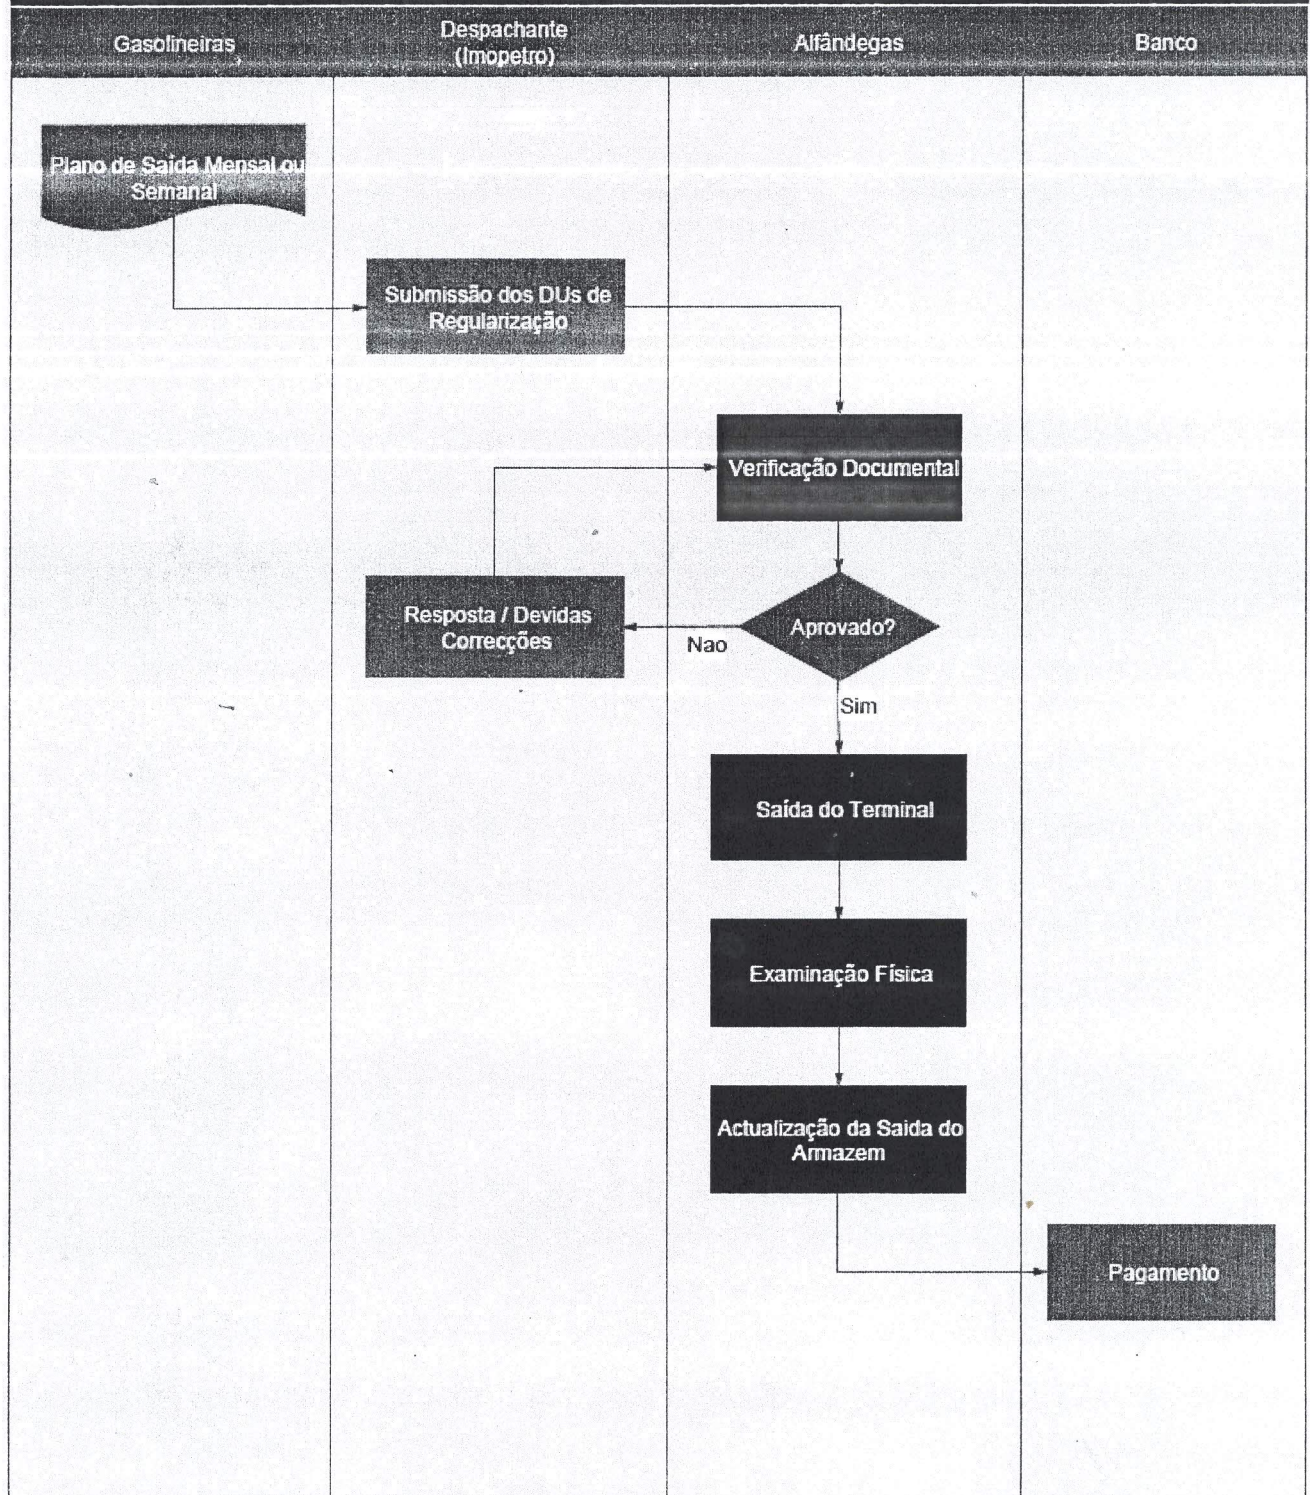 Gasolineiras
Despachante
(Imopetro)
Alfândegas
Banco
Plano de Saída Mensal ou
Semanal
Submissão dos DUs de
Regularização
Verificação Documental
Resposta / Devidas
Correcções
Nao
Aprovado?
Sim
Saída do Terminal
Examinação Física
Actualização da Saida do
Armazem
Pagamento